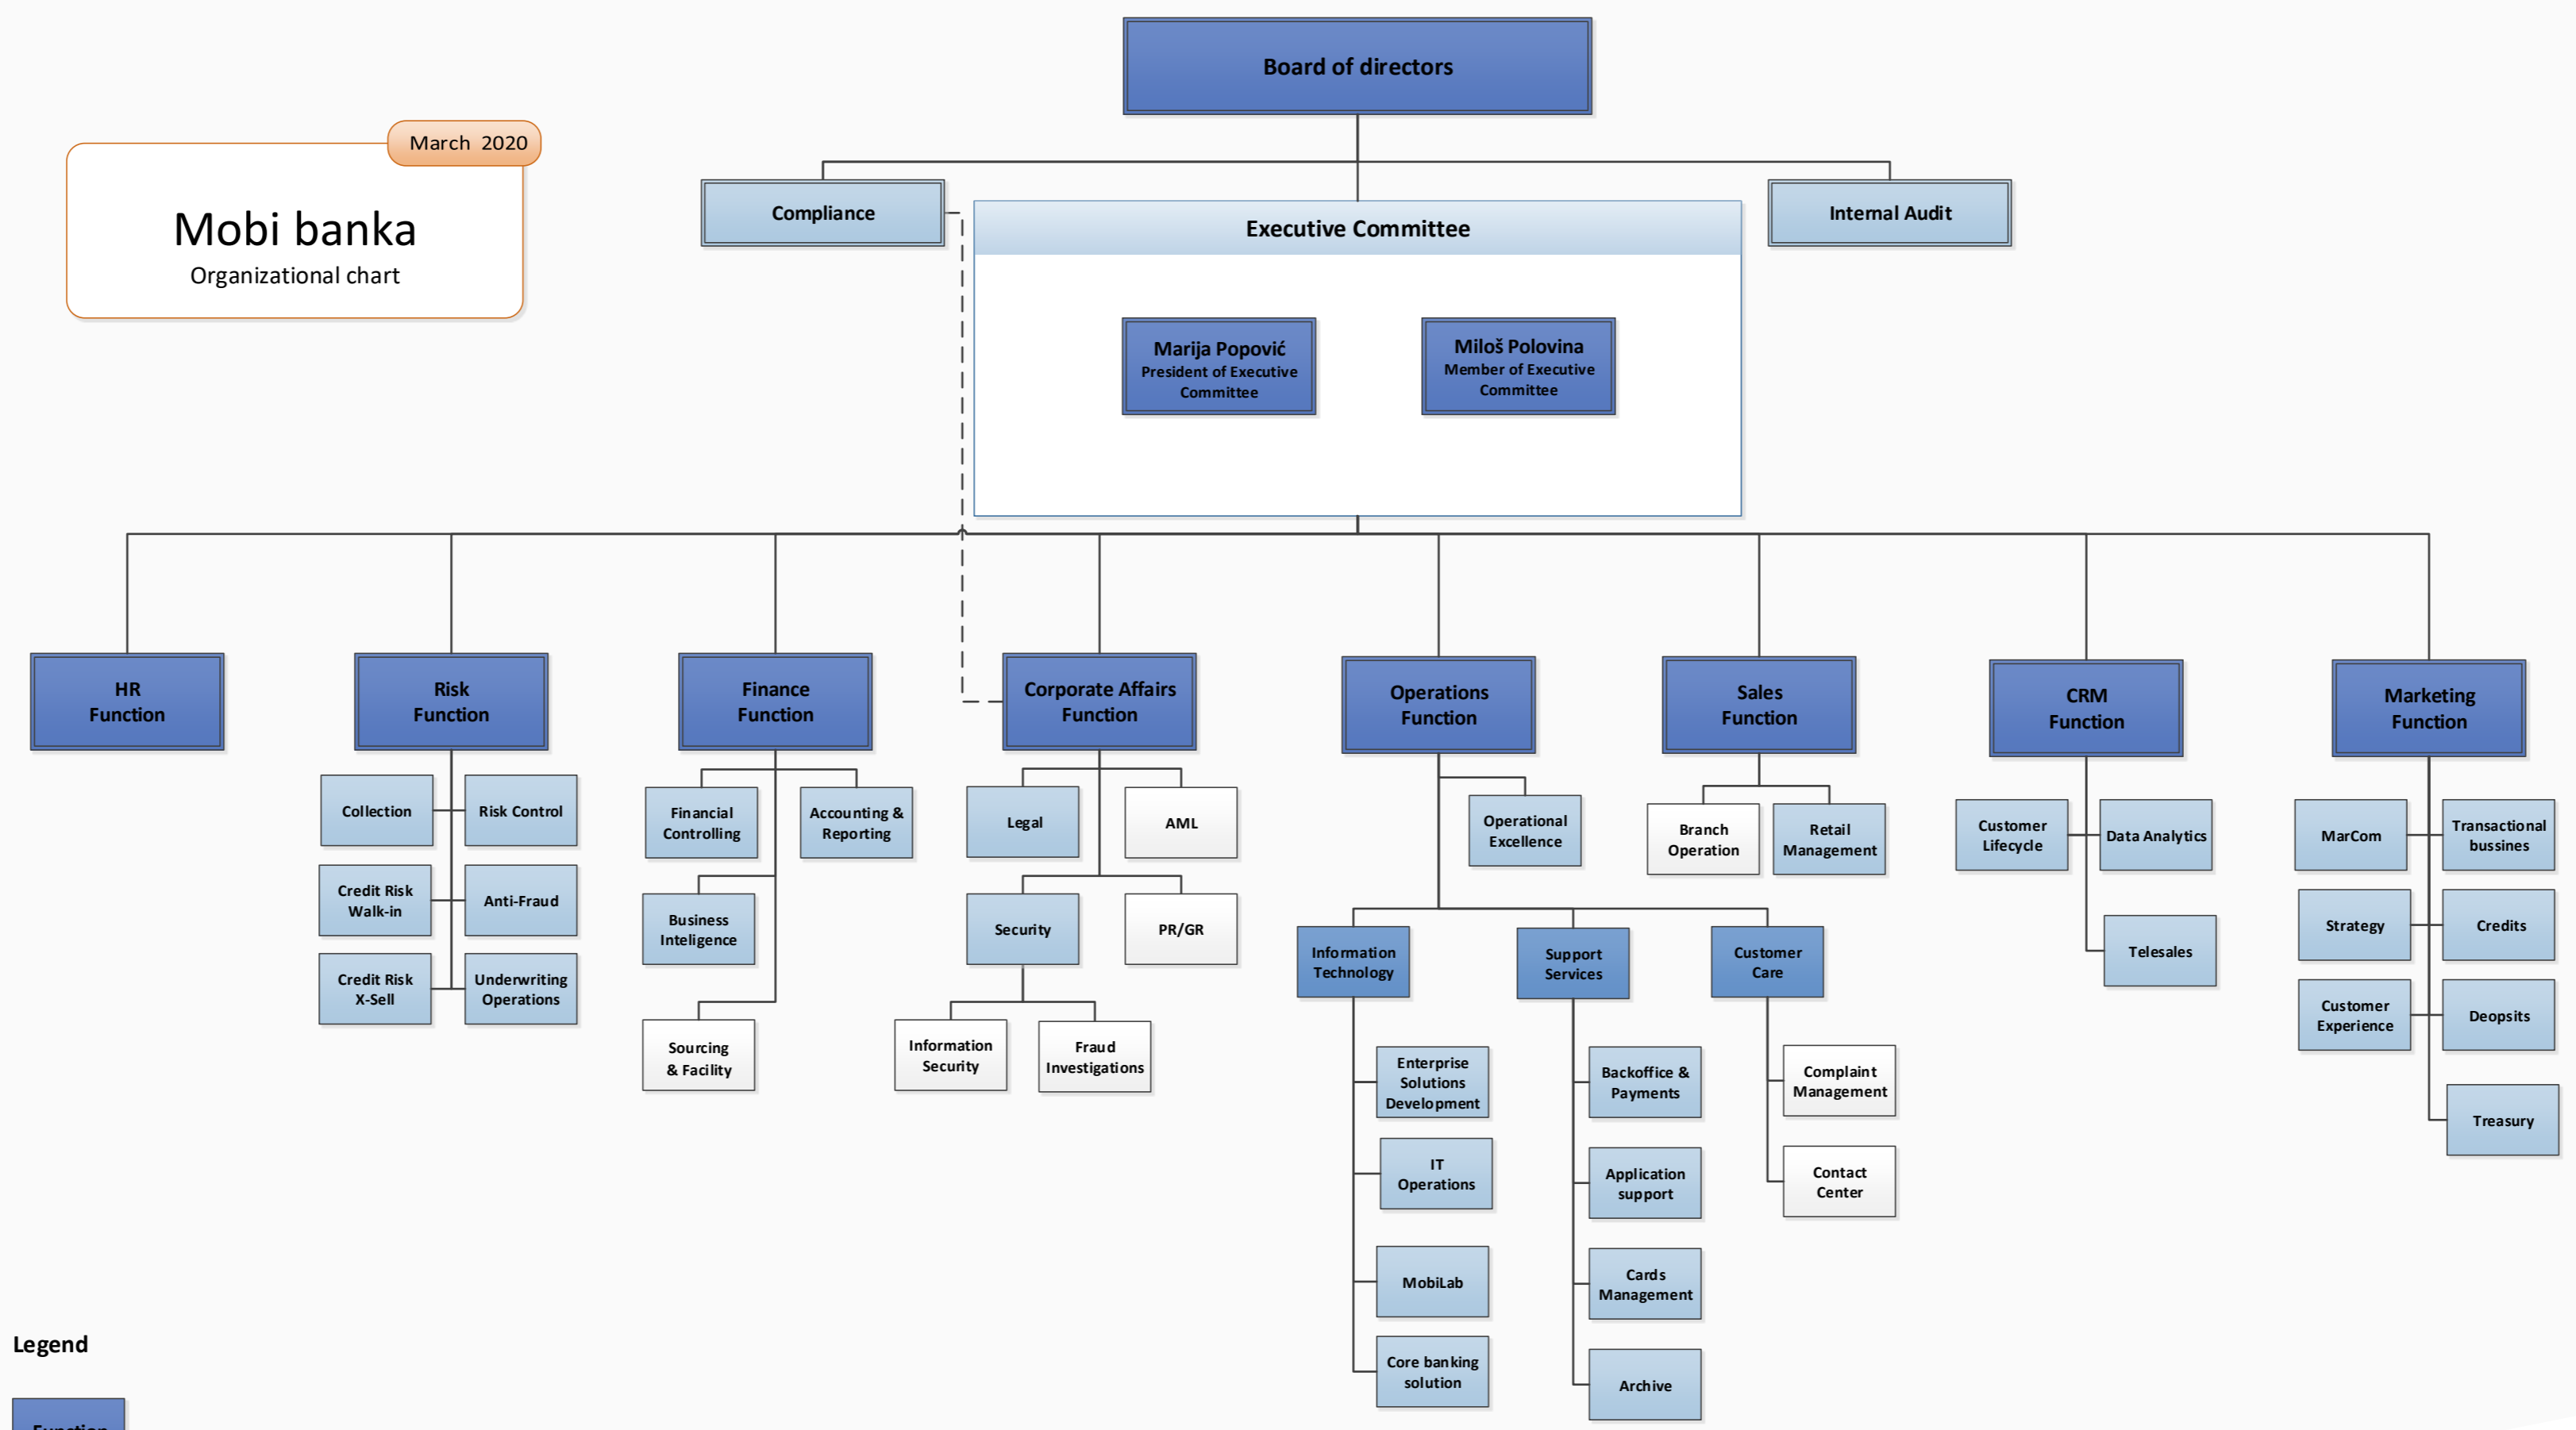 Board of directors
March 2020
Mobi banka
Organizational chart
Compliance
Executive Committee
Internal Audit
Marija Popović
President of Executive
Committee
Miloš Polovina
Member of Executive
Committee
HR
Function
Risk
Function
Finance
Function
Corporate Affairs
Function
Operations
Function
Sales
Function
CRM
Function
Marketing
Function
Collection
Risk Control
Credit Risk
Walk-in
Anti-Fraud
Credit Risk
X-Sell
Underwriting
Operations
Financial
Controlling
Accounting &
Reporting
Business
Inteligence
Sourcing
& Facility
Legal
AML
Security
PR/GR
Information
Security
Fraud
Investigations
Operational
Excellence
Information
Technology
Support
Services
Customer
Care
Enterprise
Solutions
Development
IT
Operations
MobiLab
Core banking
solution
Backoffice &
Payments
Application
support
Cards
Management
Archive
Complaint
Management
Contact
Center
Branch
Operation
Retail
Management
Customer
Lifecycle
Data Analytics
Telesales
MarCom
Transactional
bussines
Strategy
Credits
Customer
Experience
Deopsits
Treasury
Legend
Function